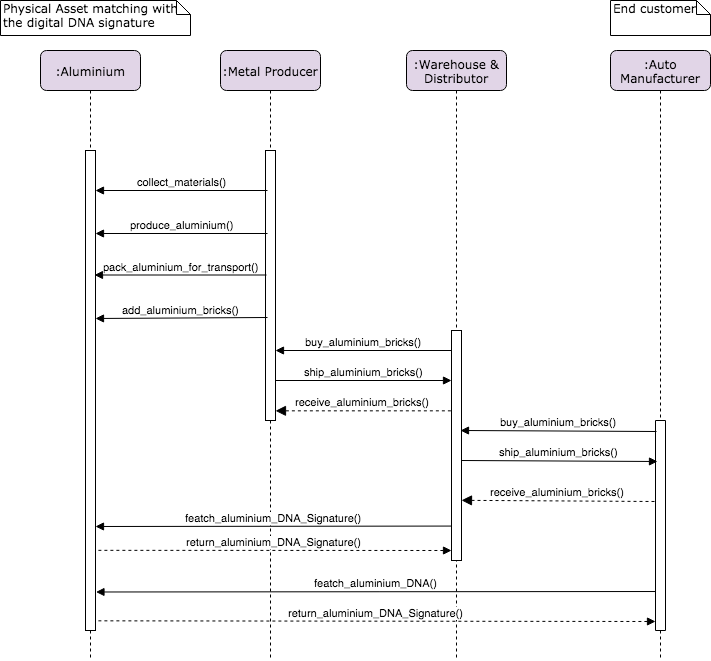 Physical Asset matching with
the digital DNA signature
End customer
:Aluminium
:Metal Producer
:Warehouse &
Distributor
:Auto
Manufacturer
collect_materials()
produce_aluminium()
pack_aluminium_for_transport()
add_aluminium_bricks()
buy_aluminium_bricks()
ship_aluminium_bricks()
receive_aluminium_bricks()
buy_aluminium_bricks()
ship_aluminium_bricks()
receive_aluminium_bricks()
featch_aluminium_DNA_Signature()
return_aluminium_DNA_Signature()
featch_aluminium_DNA()
return_aluminium_DNA_Signature()